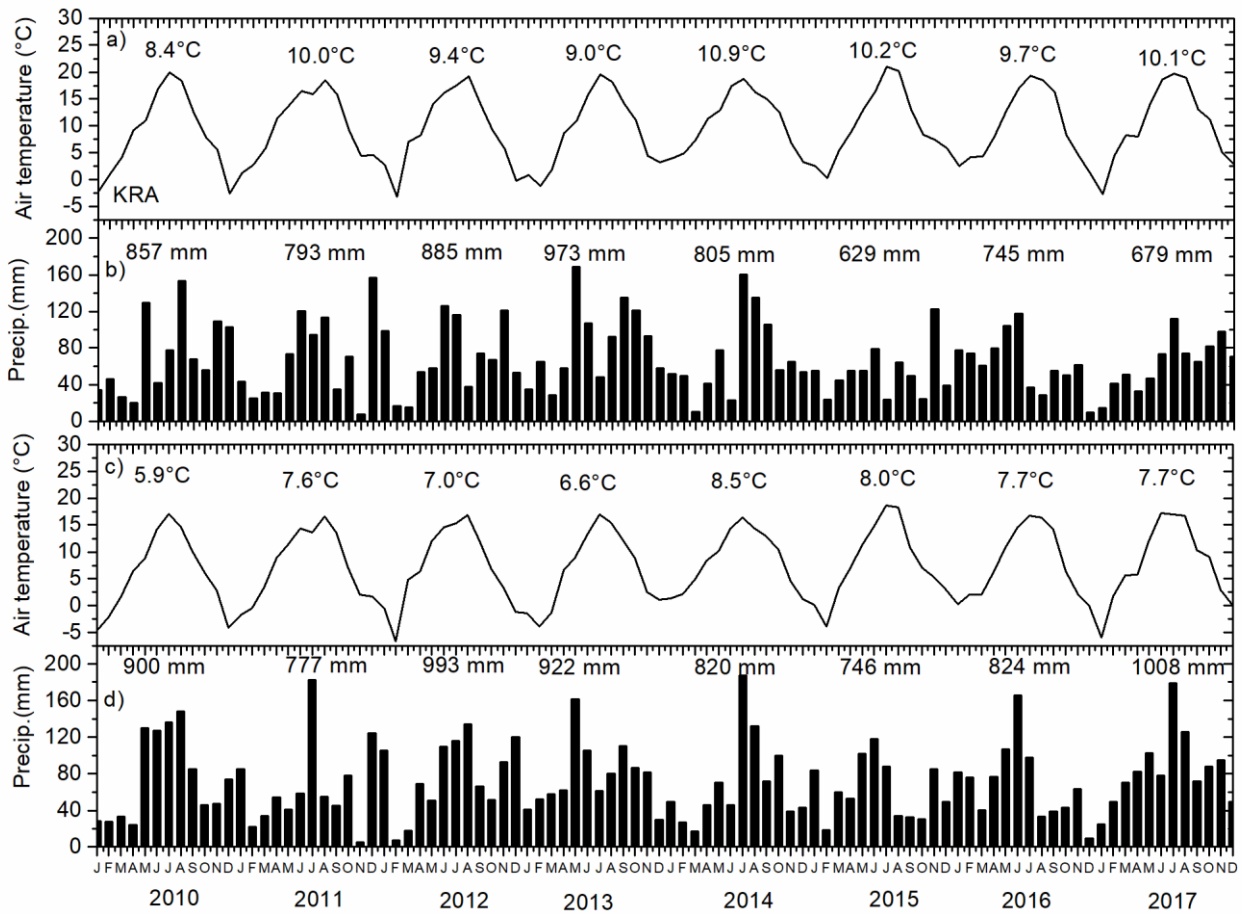 30
25
20
15
10
5
0
-5
Air temperature (°C)
a)
8.4°C 10.0°C 9.4°C 9.0°C 10.9°C 10.2°C 9.7°C 10.1°C
KRA
200
160
120
80
40
0
Precip.(mm)
b)
857 mm 793 mm 885 mm 973 mm 805 mm 629 mm 745 mm 679 mm
30
25
20
15
10
5
0
-5
Air temperature (°C)
c)
5.9°C 7.6°C 7.0°C 6.6°C 8.5°C 8.0°C 7.7°C 7.7°C
200
160
120
80
40
0
Precip.(mm)
d)
900 mm 777 mm 993 mm 922 mm 820 mm 746 mm 824 mm 1008 mm
J F M A M J J A S O N D J F M A M J J A S O N D J F M A M J J A S O N D J F M A M J J A S O N D J F M A M J J A S O N D J F M A M J J A S O N D J F M A M J J A S O N D J F M A M J J A S O N D
2010 2011 2012 2013 2014 2015 2016 2017